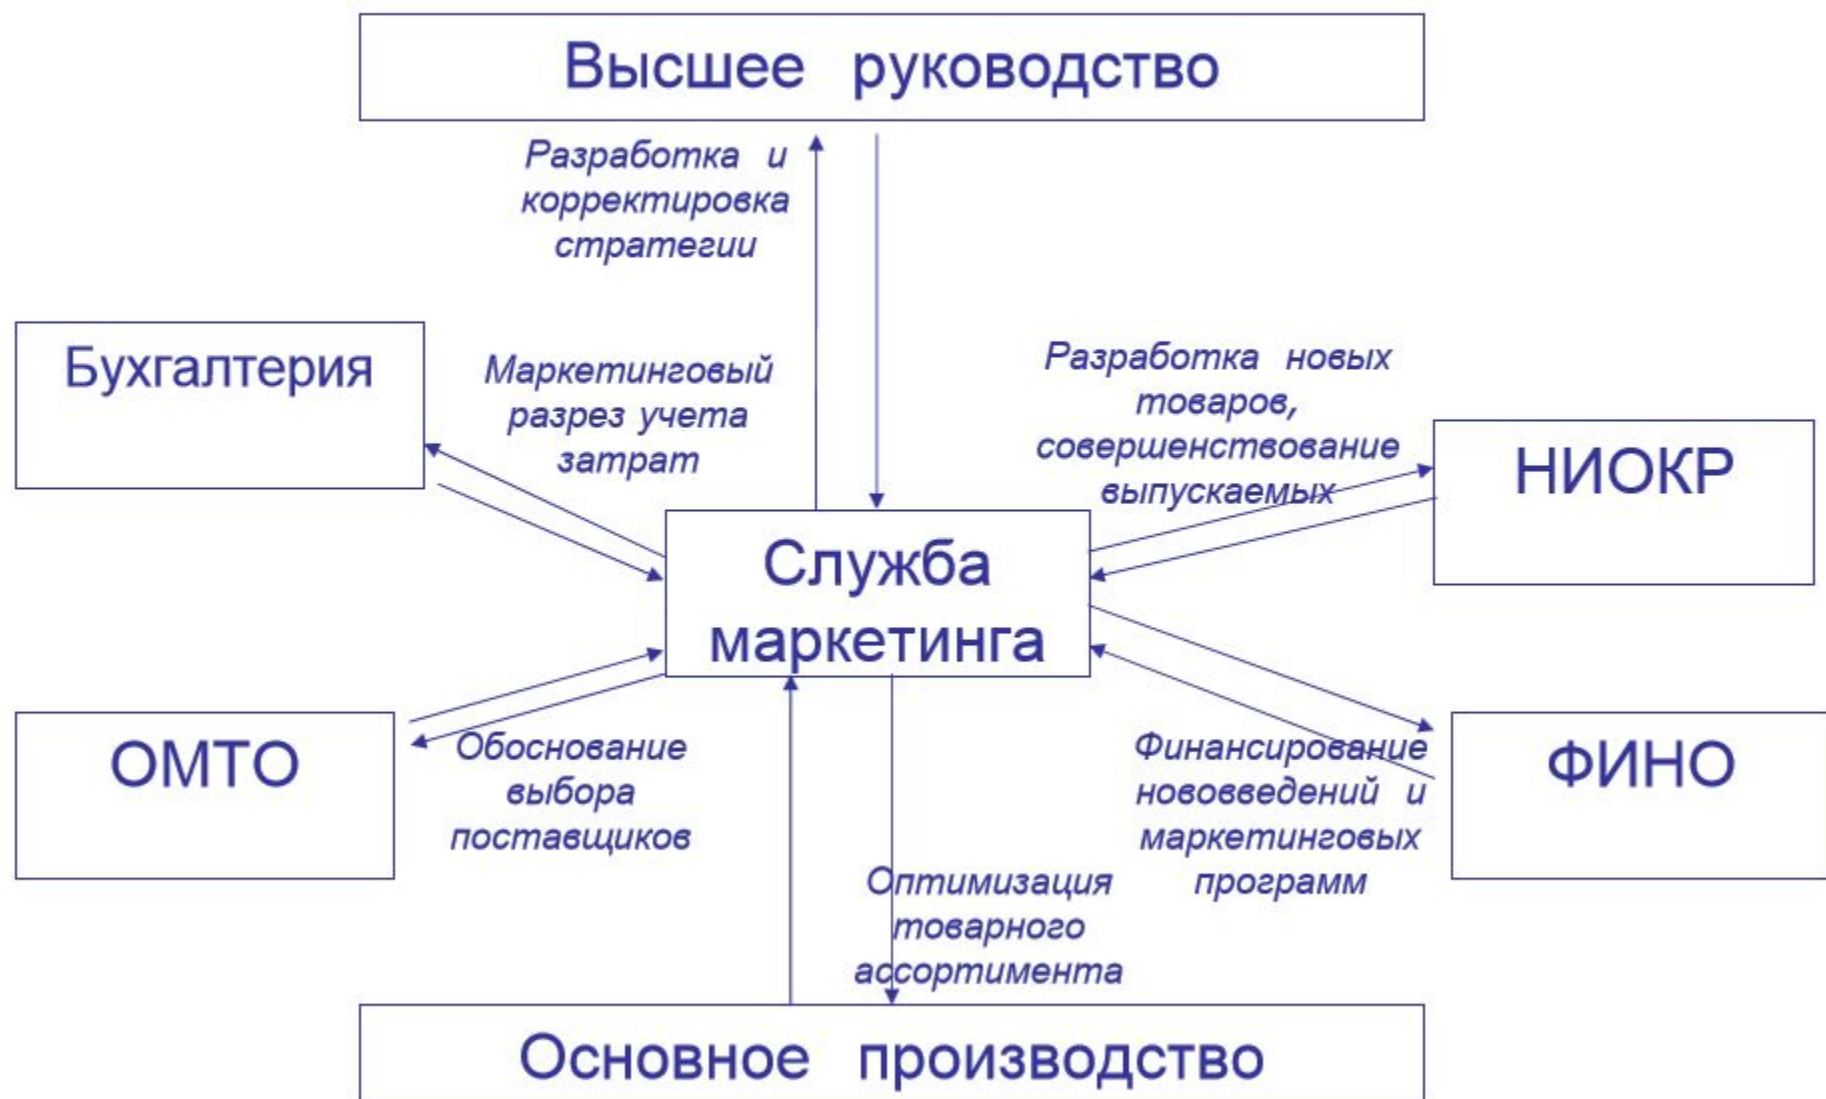 Высшее руководство
Разработка и
корректировка
стратегии
Бухгалтерия
Маркетинговый
разрез учета
затрат
Разработка новых
товаров,
совершенствование
выпускаемых
НИОКР
Служба
маркетинга
ОМТО
Обоснование
выбора
поставщиков
Финансирование
нововведений и
маркетинговых
программ
ФИНО
Оптимизация
товарного
ассортимента
Основное производство